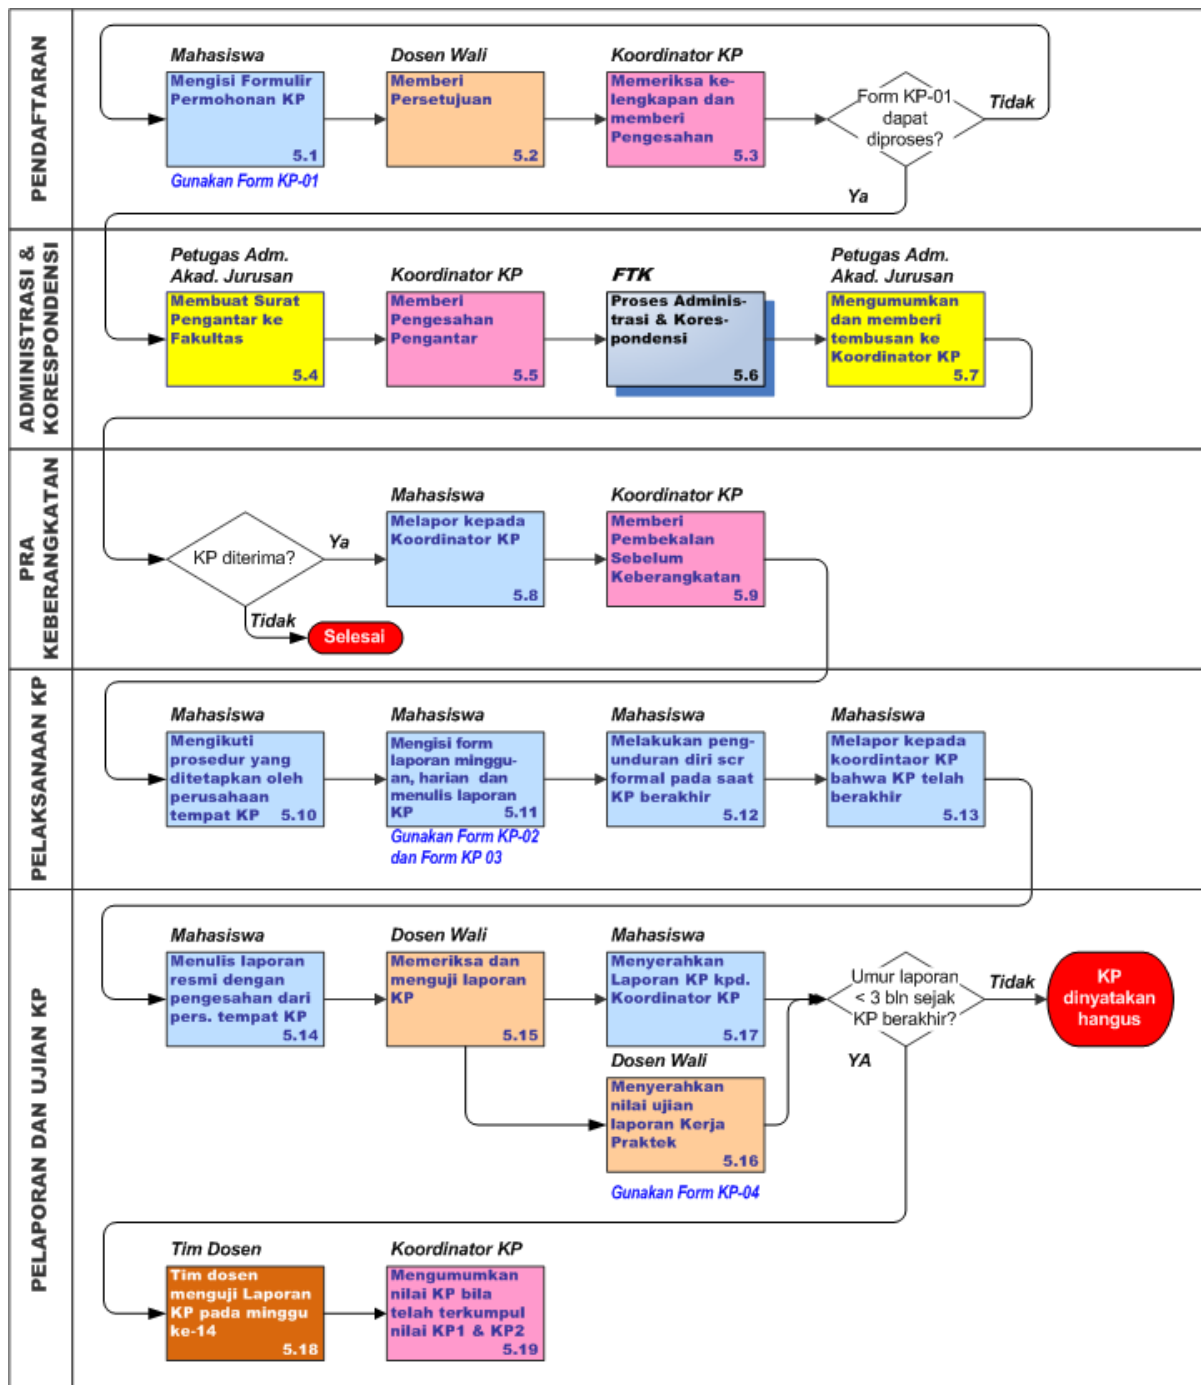 PENDAFTARAN
Mahasiswa
Mengisi Formulir
Permohonan KP
5.1
Gunakan Form KP-01
Dosen Wali
Memberi
Persetujuan
5.2
Koordinator KP
Memeriksa ke-
lengkapan dan
memberi
Pengesahan
5.3
Form KP-01
dapat
diproses?
Tidak
Ya
ADMINISTRASI &
KORESPONDENSI
Petugas Adm.
Akad. Jurusan
Membuat Surat
Pengantar ke
Fakultas
5.4
Koordinator KP
Memberi
Pengesahan
Pengantar
5.5
FTK
Proses Adminis-
trasi & Kores-
pondensi
5.6
Petugas Adm.
Akad. Jurusan
Mengumumkan
dan memberi
tembusan ke
Koordinator KP
5.7
PRA
KEBERANGKATAN
KP diterima?
Ya
Tidak
Selesai
Mahasiswa
Melapor kepada
Koordinator KP
5.8
Koordinator KP
Memberi
Pembekalan
Sebelum
Keberangkatan
5.9
PELAKSANAAN KP
Mahasiswa
Mengikuti
prosedur yang
ditetapkan oleh
perusahaan
tempat KP 5.10
Mahasiswa
Mengisi form
laporan minggu-
an, harian dan
menulis laporan
KP 5.11
Gunakan Form KP-02
dan Form KP 03
Mahasiswa
Melakukan peng-
unduran diri scr
formal pada saat
KP berakhir
5.12
Mahasiswa
Melapor kepada
koordintaor KP
bahwa KP telah
berakhir
5.13
PELAPORAN DAN UJIAN KP
Mahasiswa
Menulis laporan
resmi dengan
pengesahan dari
pers. tempat KP
5.14
Dosen Wali
Memeriksa dan
menguji laporan
KP
5.15
Mahasiswa
Menyerahkan
Laporan KP kpd.
Koordinator KP
5.17
Umur laporan
< 3 bln sejak
KP berakhir?
Tidak
KP
dinyatakan
hangus
YA
Dosen Wali
Menyerahkan
nilai ujian
laporan Kerja
Praktek
5.16
Gunakan Form KP-04
Tim Dosen
Tim dosen
menguji Laporan
KP pada minggu
ke-14
5.18
Koordinator KP
Mengumumkan
nilai KP bila
telah terkumpul
nilai KP1 & KP2
5.19